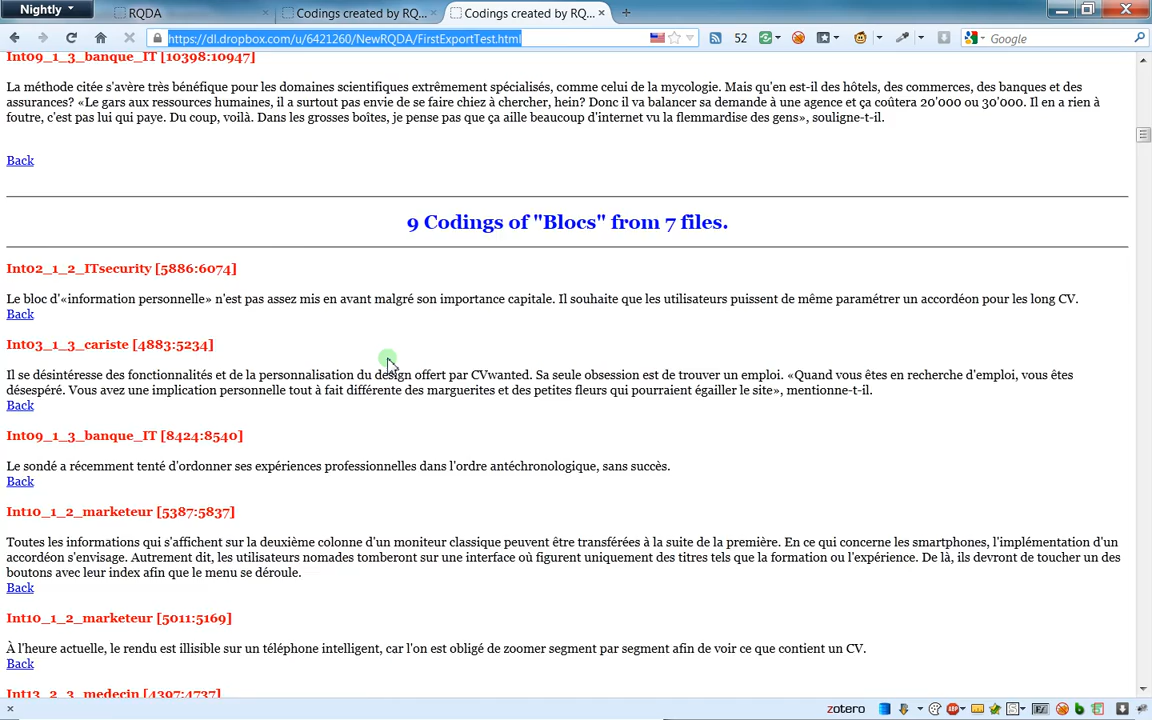 Nightly
RQDA
Codings created by RQ...
Codings created by RQ...
https://dl.dropbox.com/u/6421260/NewRQDA/FirstExportTest.html
52
Google
Int09_1_3_banque_IT [10398:10947]
La méthode citée s'avère très bénéfique pour les domaines scientifiques extrêmement spécialisés, comme celui de la mycologie. Mais qu'en est-il des hôtels, des commerces, des banques et des
assurances? «Le gars aux ressources humaines, il a surtout pas envie de se faire chiez à chercher, hein? Donc il va balancer sa demande à une agence et ça coûtera 20'000 ou 30'000. Il en a rien à
foutre, c'est pas lui qui paye. Du coup, voilà. Dans les grosses boîtes, je pense pas que ça aille beaucoup d'internet vu la flemmardise des gens», souligne-t-il.
Back
9 Codings of "Blocs" from 7 files.
Int02_1_2_ITsecurity [5886:6074]
Le bloc d'«information personnelle» n'est pas assez mis en avant malgré son importance capitale. Il souhaite que les utilisateurs puissent de même paramétrer un accordéon pour les long CV.
Back
Int03_1_3_cariste [4883:5234]
Il se désintéresse des fonctionnalités et de la personnalisation du design offert par CVwanted. Sa seule obsession est de trouver un emploi. «Quand vous êtes en recherche d'emploi, vous êtes
désespéré. Vous avez une implication personnelle tout à fait différente des marguerites et des petites fleurs qui pourraient égailler le site», mentionne-t-il.
Back
Int09_1_3_banque_IT [8424:8540]
Le sondé a récemment tenté d'ordonner ses expériences professionnelles dans l'ordre antéchronologique, sans succès.
Back
Int10_1_2_marketeur [5387:5837]
Toutes les informations qui s'affichent sur la deuxième colonne d'un moniteur classique peuvent être transférées à la suite de la première. En ce qui concerne les smartphones, l'implémentation d'un
accordéon s'envisage. Autrement dit, les utilisateurs nomades tomberont sur une interface où figurent uniquement des titres tels que la formation ou l'expérience. De là, ils devront de toucher un des
boutons avec leur index afin que le menu se déroule.
Back
Int10_1_2_marketeur [5011:5169]
À l'heure actuelle, le rendu est illisible sur un téléphone intelligent, car l'on est obligé de zoomer segment par segment afin de voir ce que contient un CV.
Back
Int13_2_3_medecin [4397:4737]
zotero